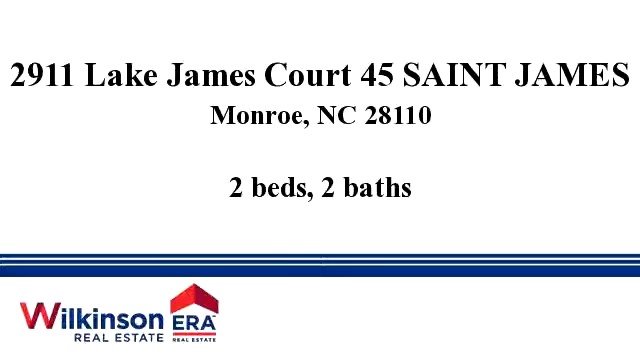 2911 Lake James Court 45 SAINT JAMES
Monroe, NC 28110
2 beds, 2 baths
Wilkinson ERA™
REAL ESTATE REAL ESTATE